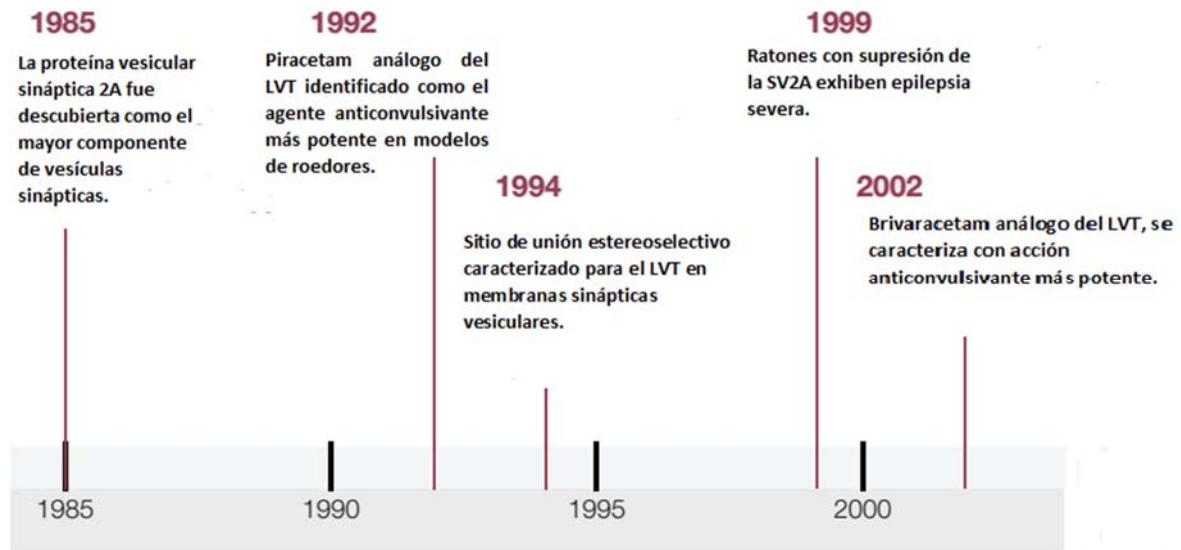 1985
La proteína vesicular
sináptica 2A fue
descubierta como el
mayor componente
de vesículas
sinápticas.
1992
Piracetam análogo del
LVT identificado como el
agente anticonvulsivante
más potente en modelos
de roedores.
1994
Sitio de unión estereoselectivo
caracterizado para el LVT en
membranas sinápticas
vesiculares.
1999
Ratones con supresión de
la SV2A exhiben epilepsia
severa.
2002
Brivaracetam análogo del LVT, se
caracteriza con acción
anticonvulsivante más potente.
1985
1990
1995
2000